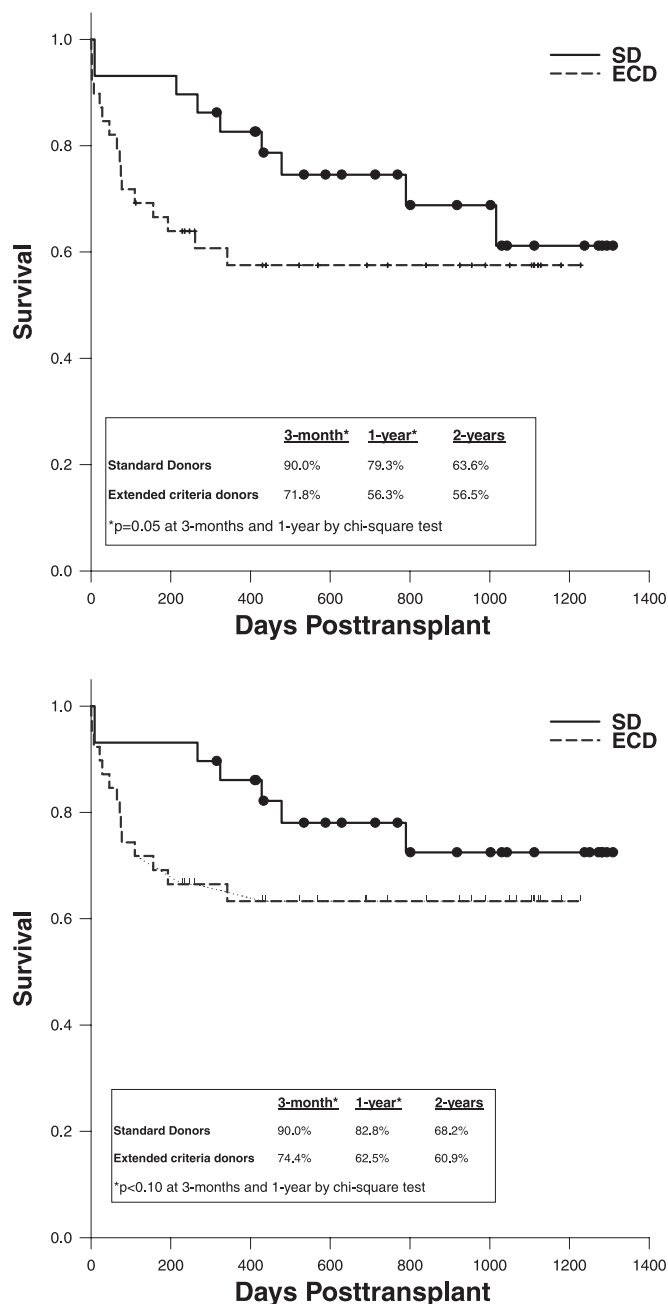 1.0
SD
ECD
0.8
0.6
Survival
0.4
3-month* 1-year* 2-years
Standard Donors 90.0% 79.3% 63.6%
Extended criteria donors 71.8% 56.3% 56.5%
*p=0.05 at 3-months and 1-year by chi-square test
0.2
0.0
0 200 400 600 800 1000 1200 1400
Days Posttransplant
1.0
SD
ECD
0.8
0.6
Survival
0.4
3-month* 1-year* 2-years
Standard Donors 90.0% 82.8% 68.2%
0.2
Extended criteria donors 74.4% 62.5% 60.9%
*p<0.10 at 3-months and 1-year by chi-square test
0.0
0 200 400 600 800 1000 1200 1400
Days Posttransplant